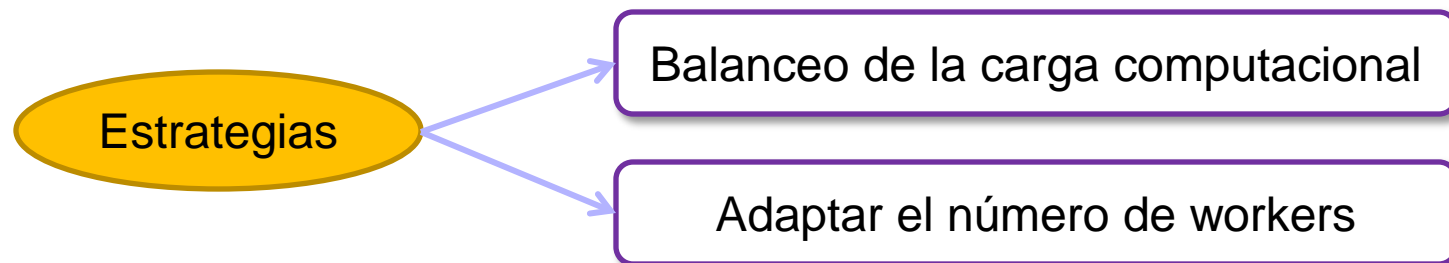 Estrategias
Balanceo de la carga computacional
Adaptar el número de workers